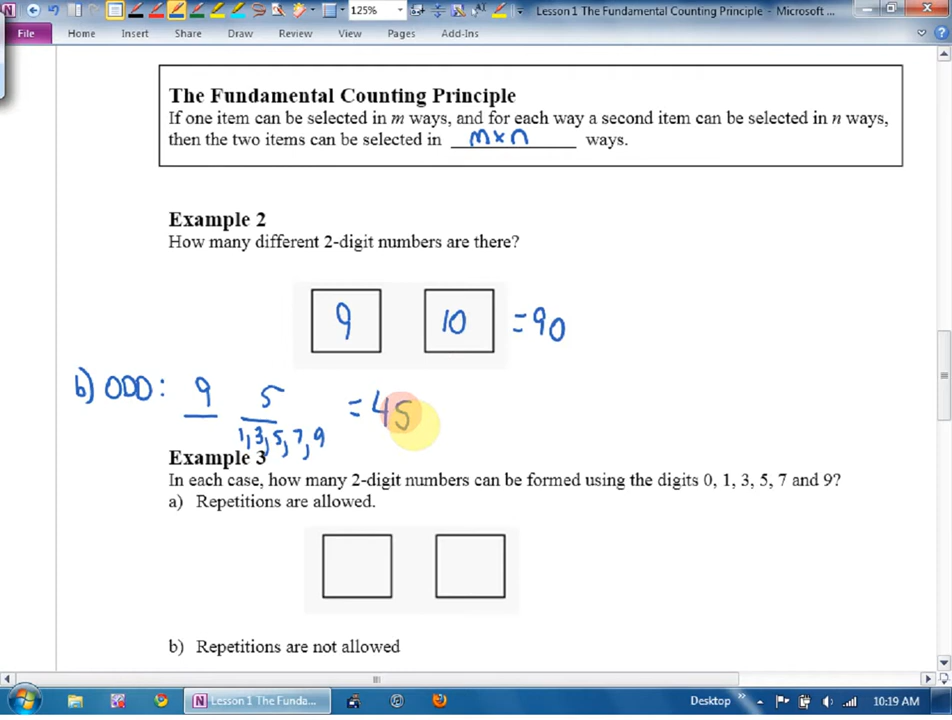 125%
Lesson 1 The Fundamental Counting Principle - Microsoft ...
File Home Insert Share Draw Review View Pages Add-Ins
The Fundamental Counting Principle
If one item can be selected in m ways, and for each way a second item can be selected in n ways,
then the two items can be selected in m×n ways.
Example 2
How many different 2-digit numbers are there?
9 10 =90
b) ODD: 9 5 =45
1,3,5,7,9
Example 3
In each case, how many 2-digit numbers can be formed using the digits 0, 1, 3, 5, 7 and 9?
a) Repetitions are allowed.
b) Repetitions are not allowed
Lesson 1 The Funda... Desktop » 10:19 AM